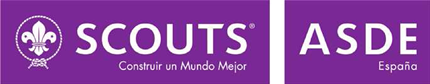 SCOUTS®
Construir un Mundo Mejor
ASDE
España